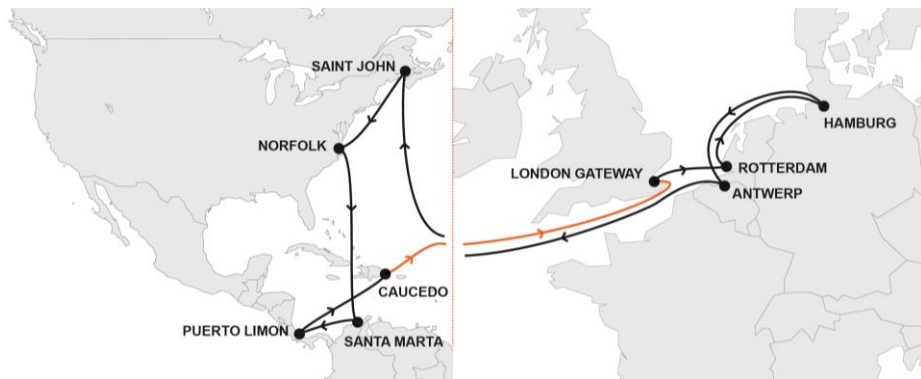 SAINT JOHN
NORFOLK
CAUCEDO
PUERTO LIMON
SANTA MARTA
HAMBURG
LONDON GATEWAY
ROTTERDAM
ANTWERP